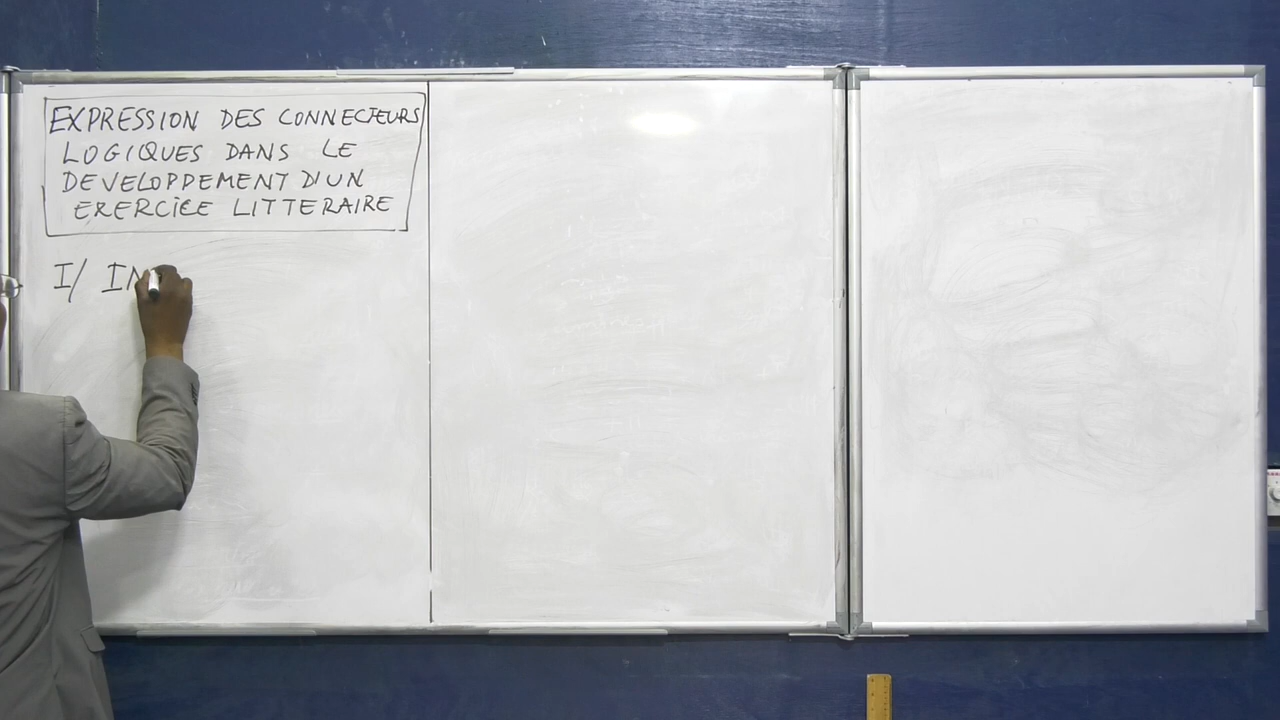 EXPRESSION DES CONNECTEURS
LOGIQUES DANS LE
DEVELOPPEMENT D'UN
EXERCICE LITTERAIRE
I/ IN